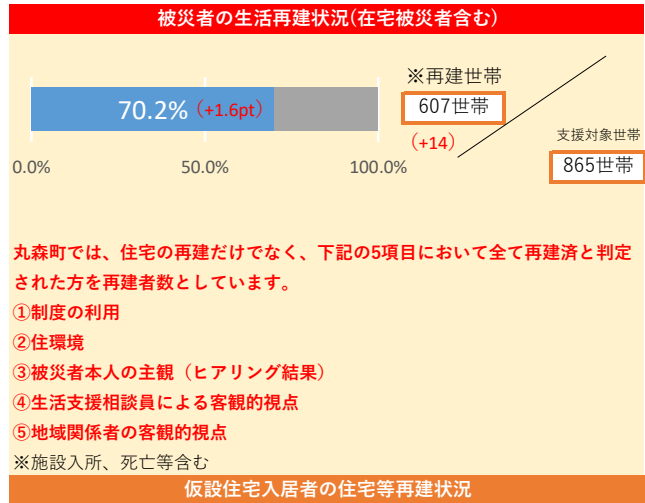 被災者の生活再建状況(在宅被災者含む)
※再建世帯
70.2%(+1.6pt)
607世帯
(+14)
支援対象世帯
865世帯
0.0%
50.0%
100.0%
丸森町では、住宅の再建だけでなく、下記の5項目において全て再建済と判定
された方を再建者数としています。
①制度の利用
②住環境
③被災者本人の主観（ヒアリング結果）
④生活支援相談員による客観的視点
⑤地域関係者の客観的視点
※施設入所、死亡等含む
仮設住宅入居者の住宅等再建状況